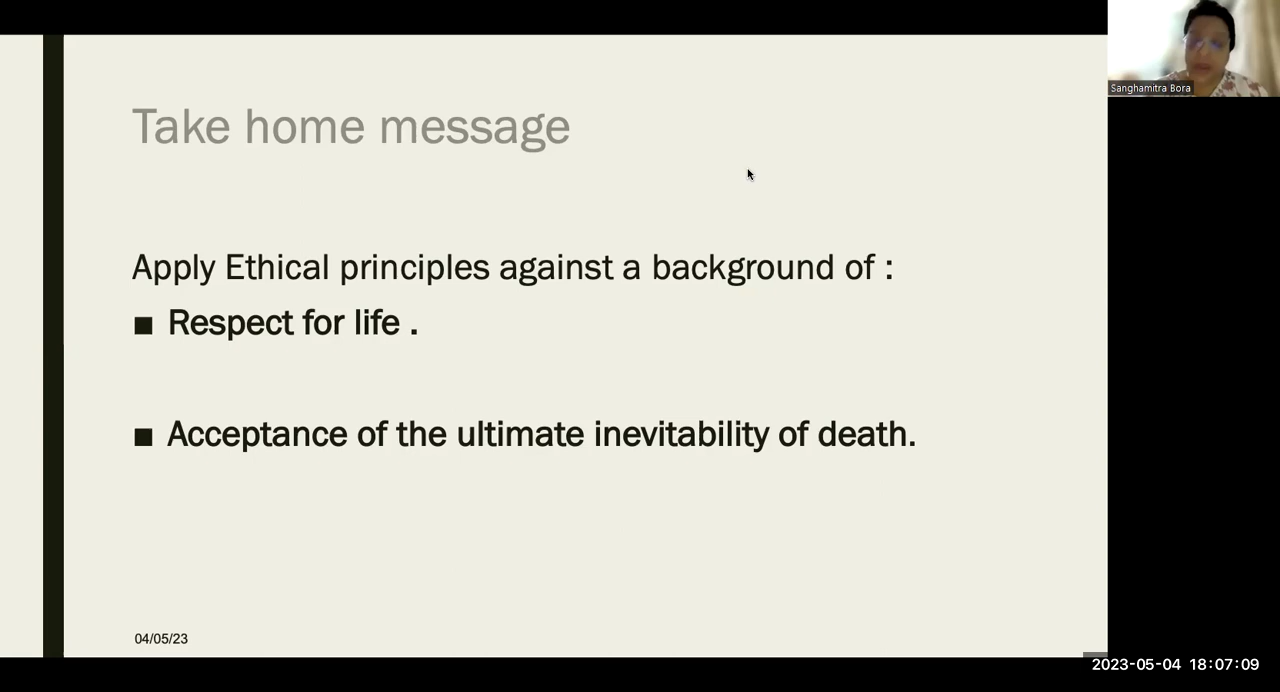 Sanghamitra Bora
Take home message
Apply Ethical principles against a background of :
■ Respect for life .
■ Acceptance of the ultimate inevitability of death.
04/05/23
2023-05-04 18:07:09